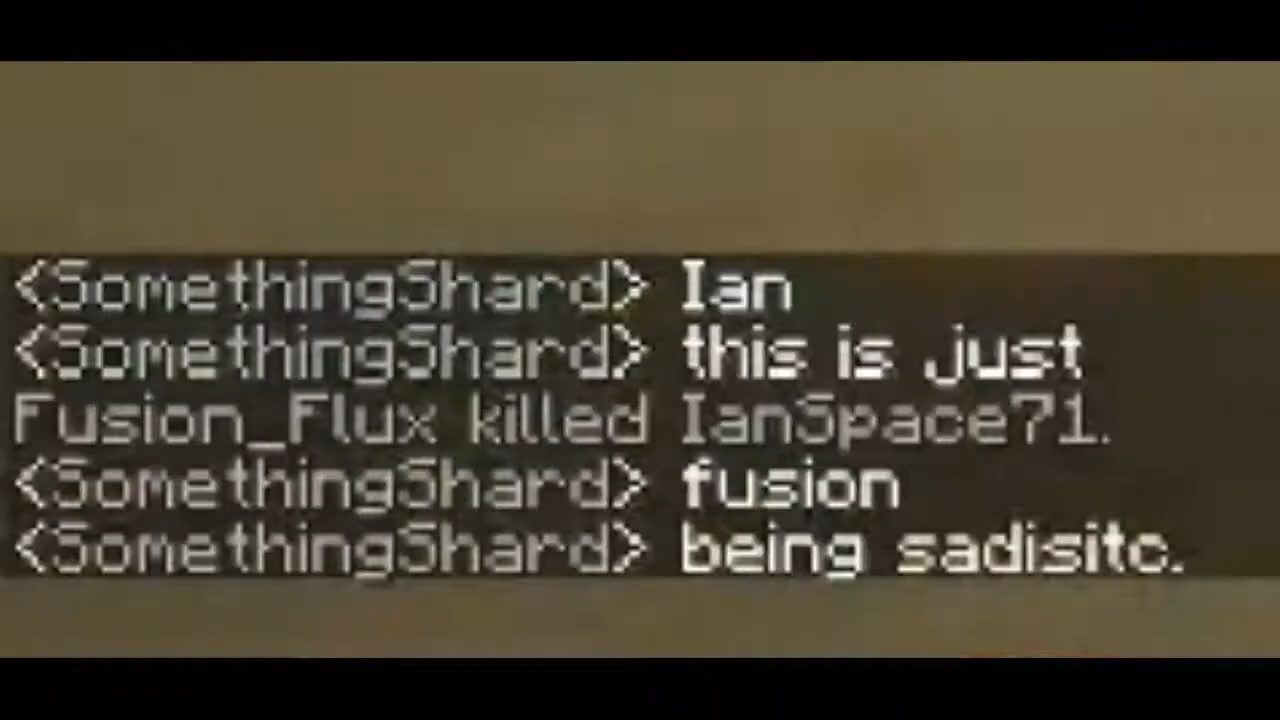 <SomethingShard> Ian
<SomethingShard> this is just
Fusion_Flux killed IanSpace71.
<SomethingShard> fusion
<SomethingShard> being sadisitc.